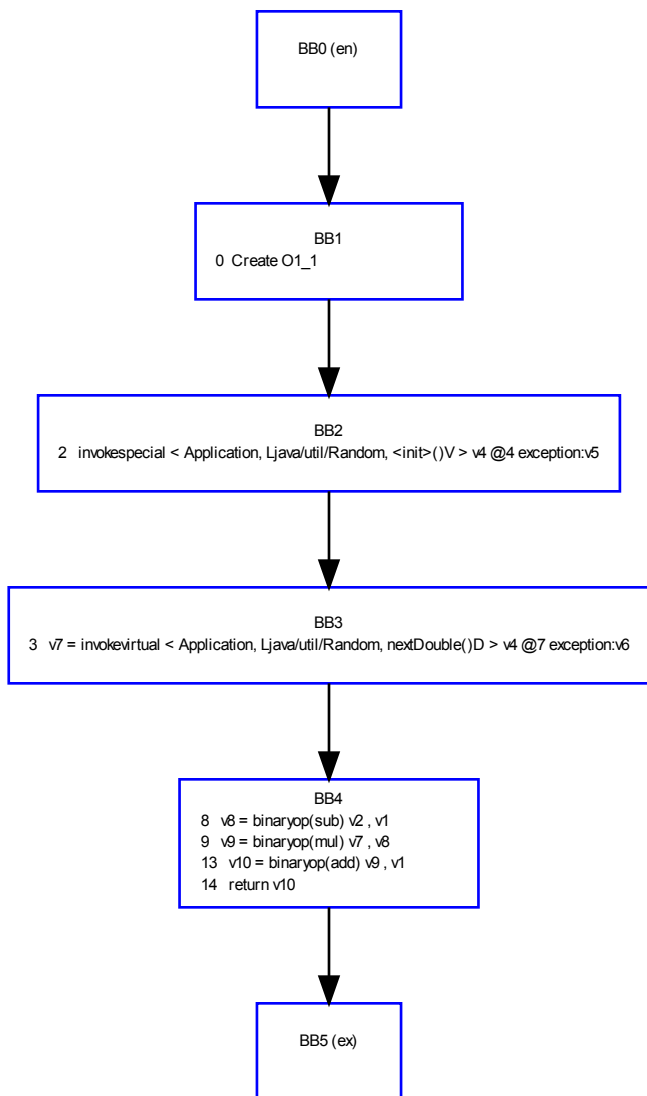 BB0 (en)
BB1
0 Create O1_1
BB2
2 invokespecial < Application, Ljava/util/Random, <init>()V > v4 @4 exception:v5
BB3
3 v7 = invokevirtual < Application, Ljava/util/Random, nextDouble()D > v4 @7 exception:v6
BB4
8 v8 = binaryop(sub) v2 , v1
9 v9 = binaryop(mul) v7 , v8
13 v10 = binaryop(add) v9 , v1
14 return v10
BB5 (ex)